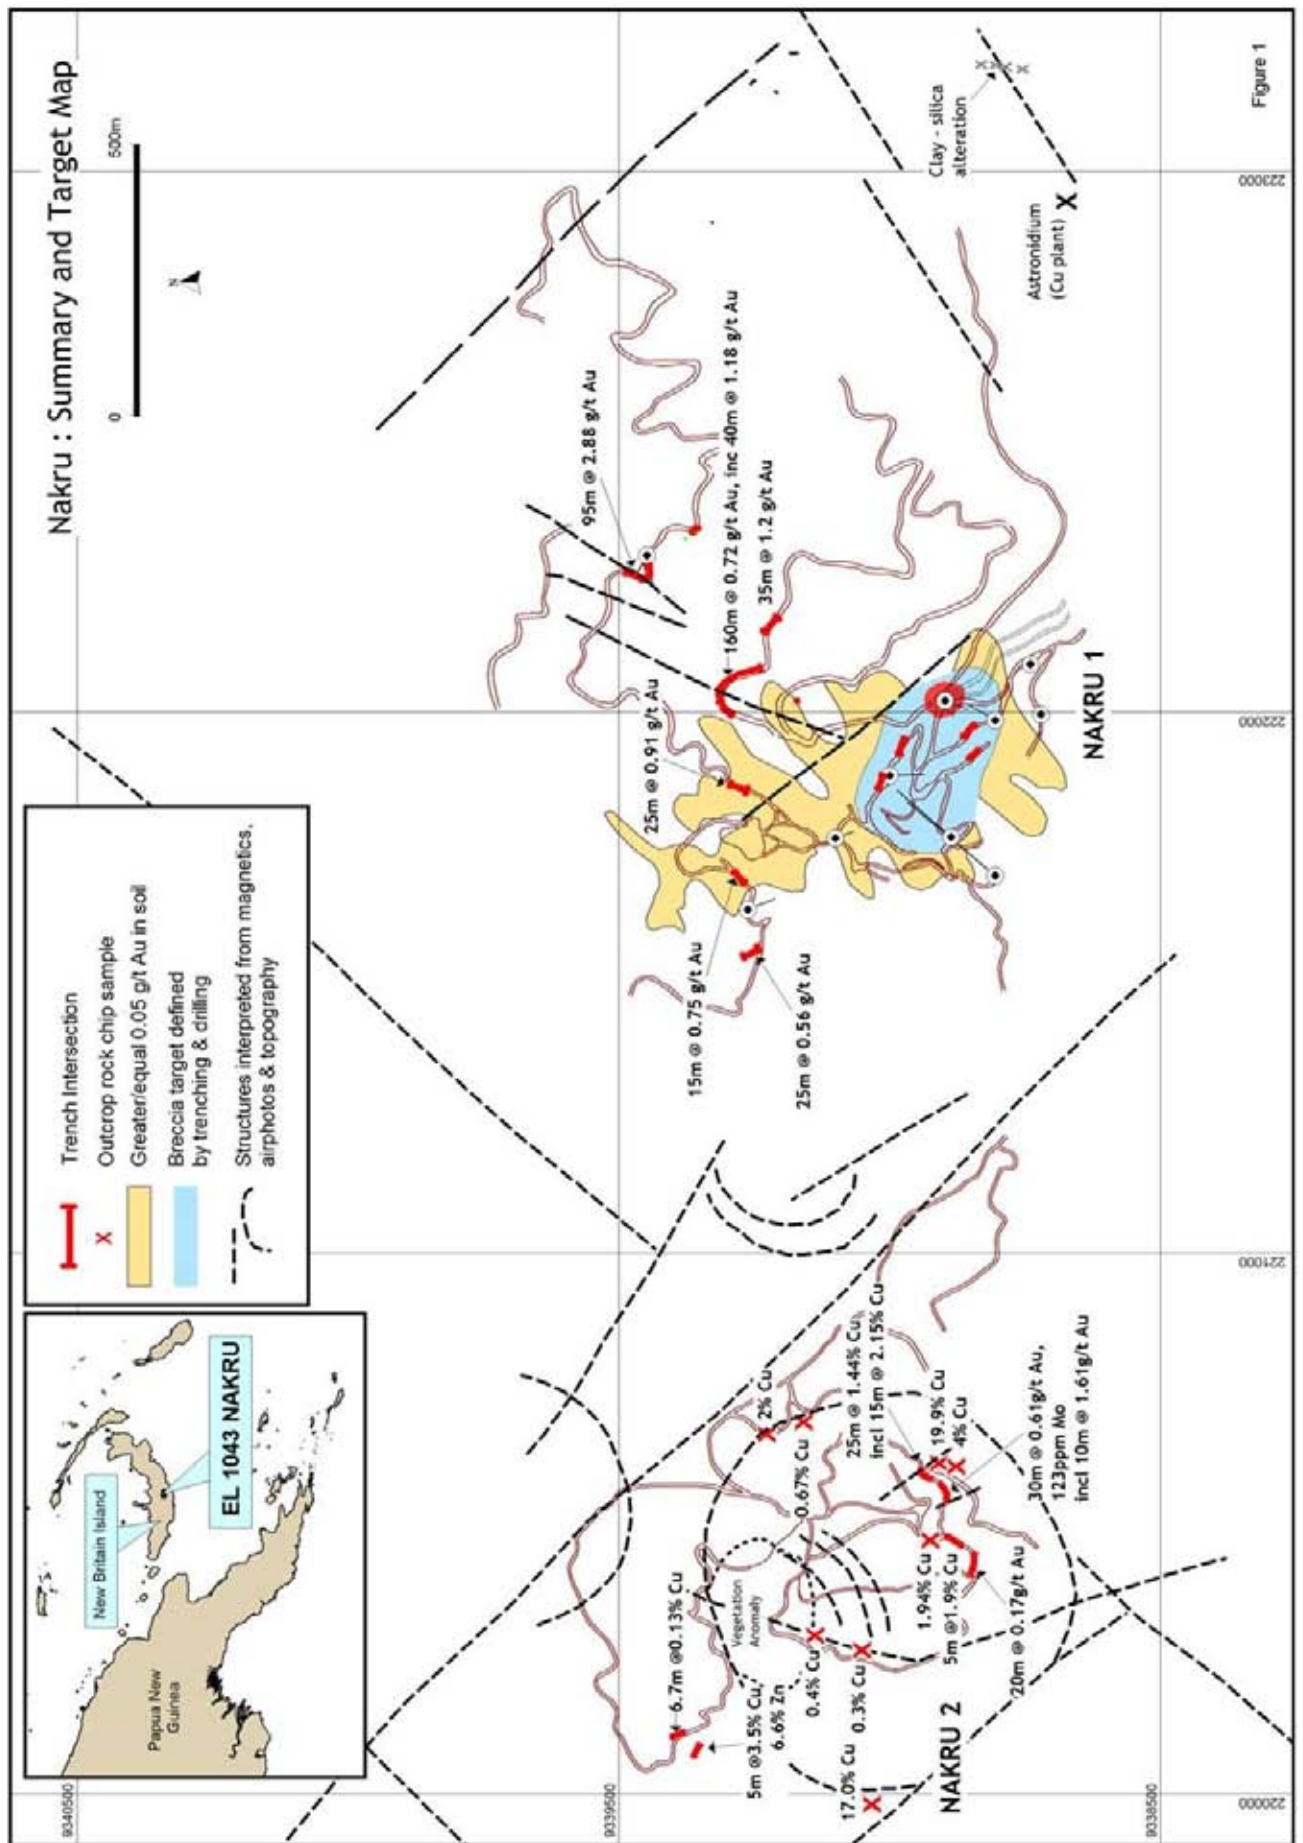 Nakru : Summary and Target Map
0
500m
N
Papua New
Guinea
New Britain Island
EL 1043 NAKRU
Trench Intersection
X
Outcrop rock chip sample
Greater/equal 0.05 g/t Au in soil
Breccia target defined
by trenching & drilling
Structures interpreted from magnetics,
airphotos & topography
9340500
9339500
9338500
220000
221000
222000
223000
6.7m @0.13% Cu
5m @3.5% Cu,
6.6% Zn
Vegetation
Anomaly
0.4% Cu
0.3% Cu
17.0% Cu
NAKRU 2
2% Cu
0.67% Cu
25m @ 1.44% Cu,
incl 15m @ 2.15% Cu
19.9% Cu
4% Cu
1.94% Cu
5m @1.9% Cu
20m @ 0.17g/t Au
30m @ 0.61g/t Au,
123ppm Mo
incl 10m @ 1.61g/t Au
15m @ 0.75 g/t Au
25m @ 0.56 g/t Au
25m @ 0.91 g/t Au
95m @ 2.88 g/t Au
160m @ 0.72 g/t Au, inc 40m @ 1.18 g/t Au
35m @ 1.2 g/t Au
NAKRU 1
Astronidium
(Cu plant)
X
Clay - silica
alteration
Figure 1